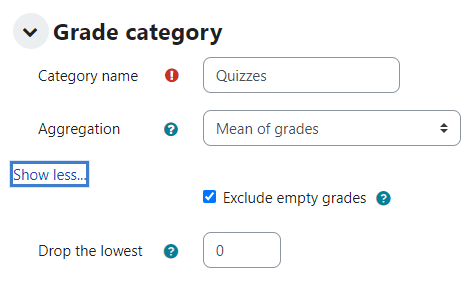 Grade category
Category name
Quizzes
Aggregation
Mean of grades
Show less...
Exclude empty grades
Drop the lowest
0